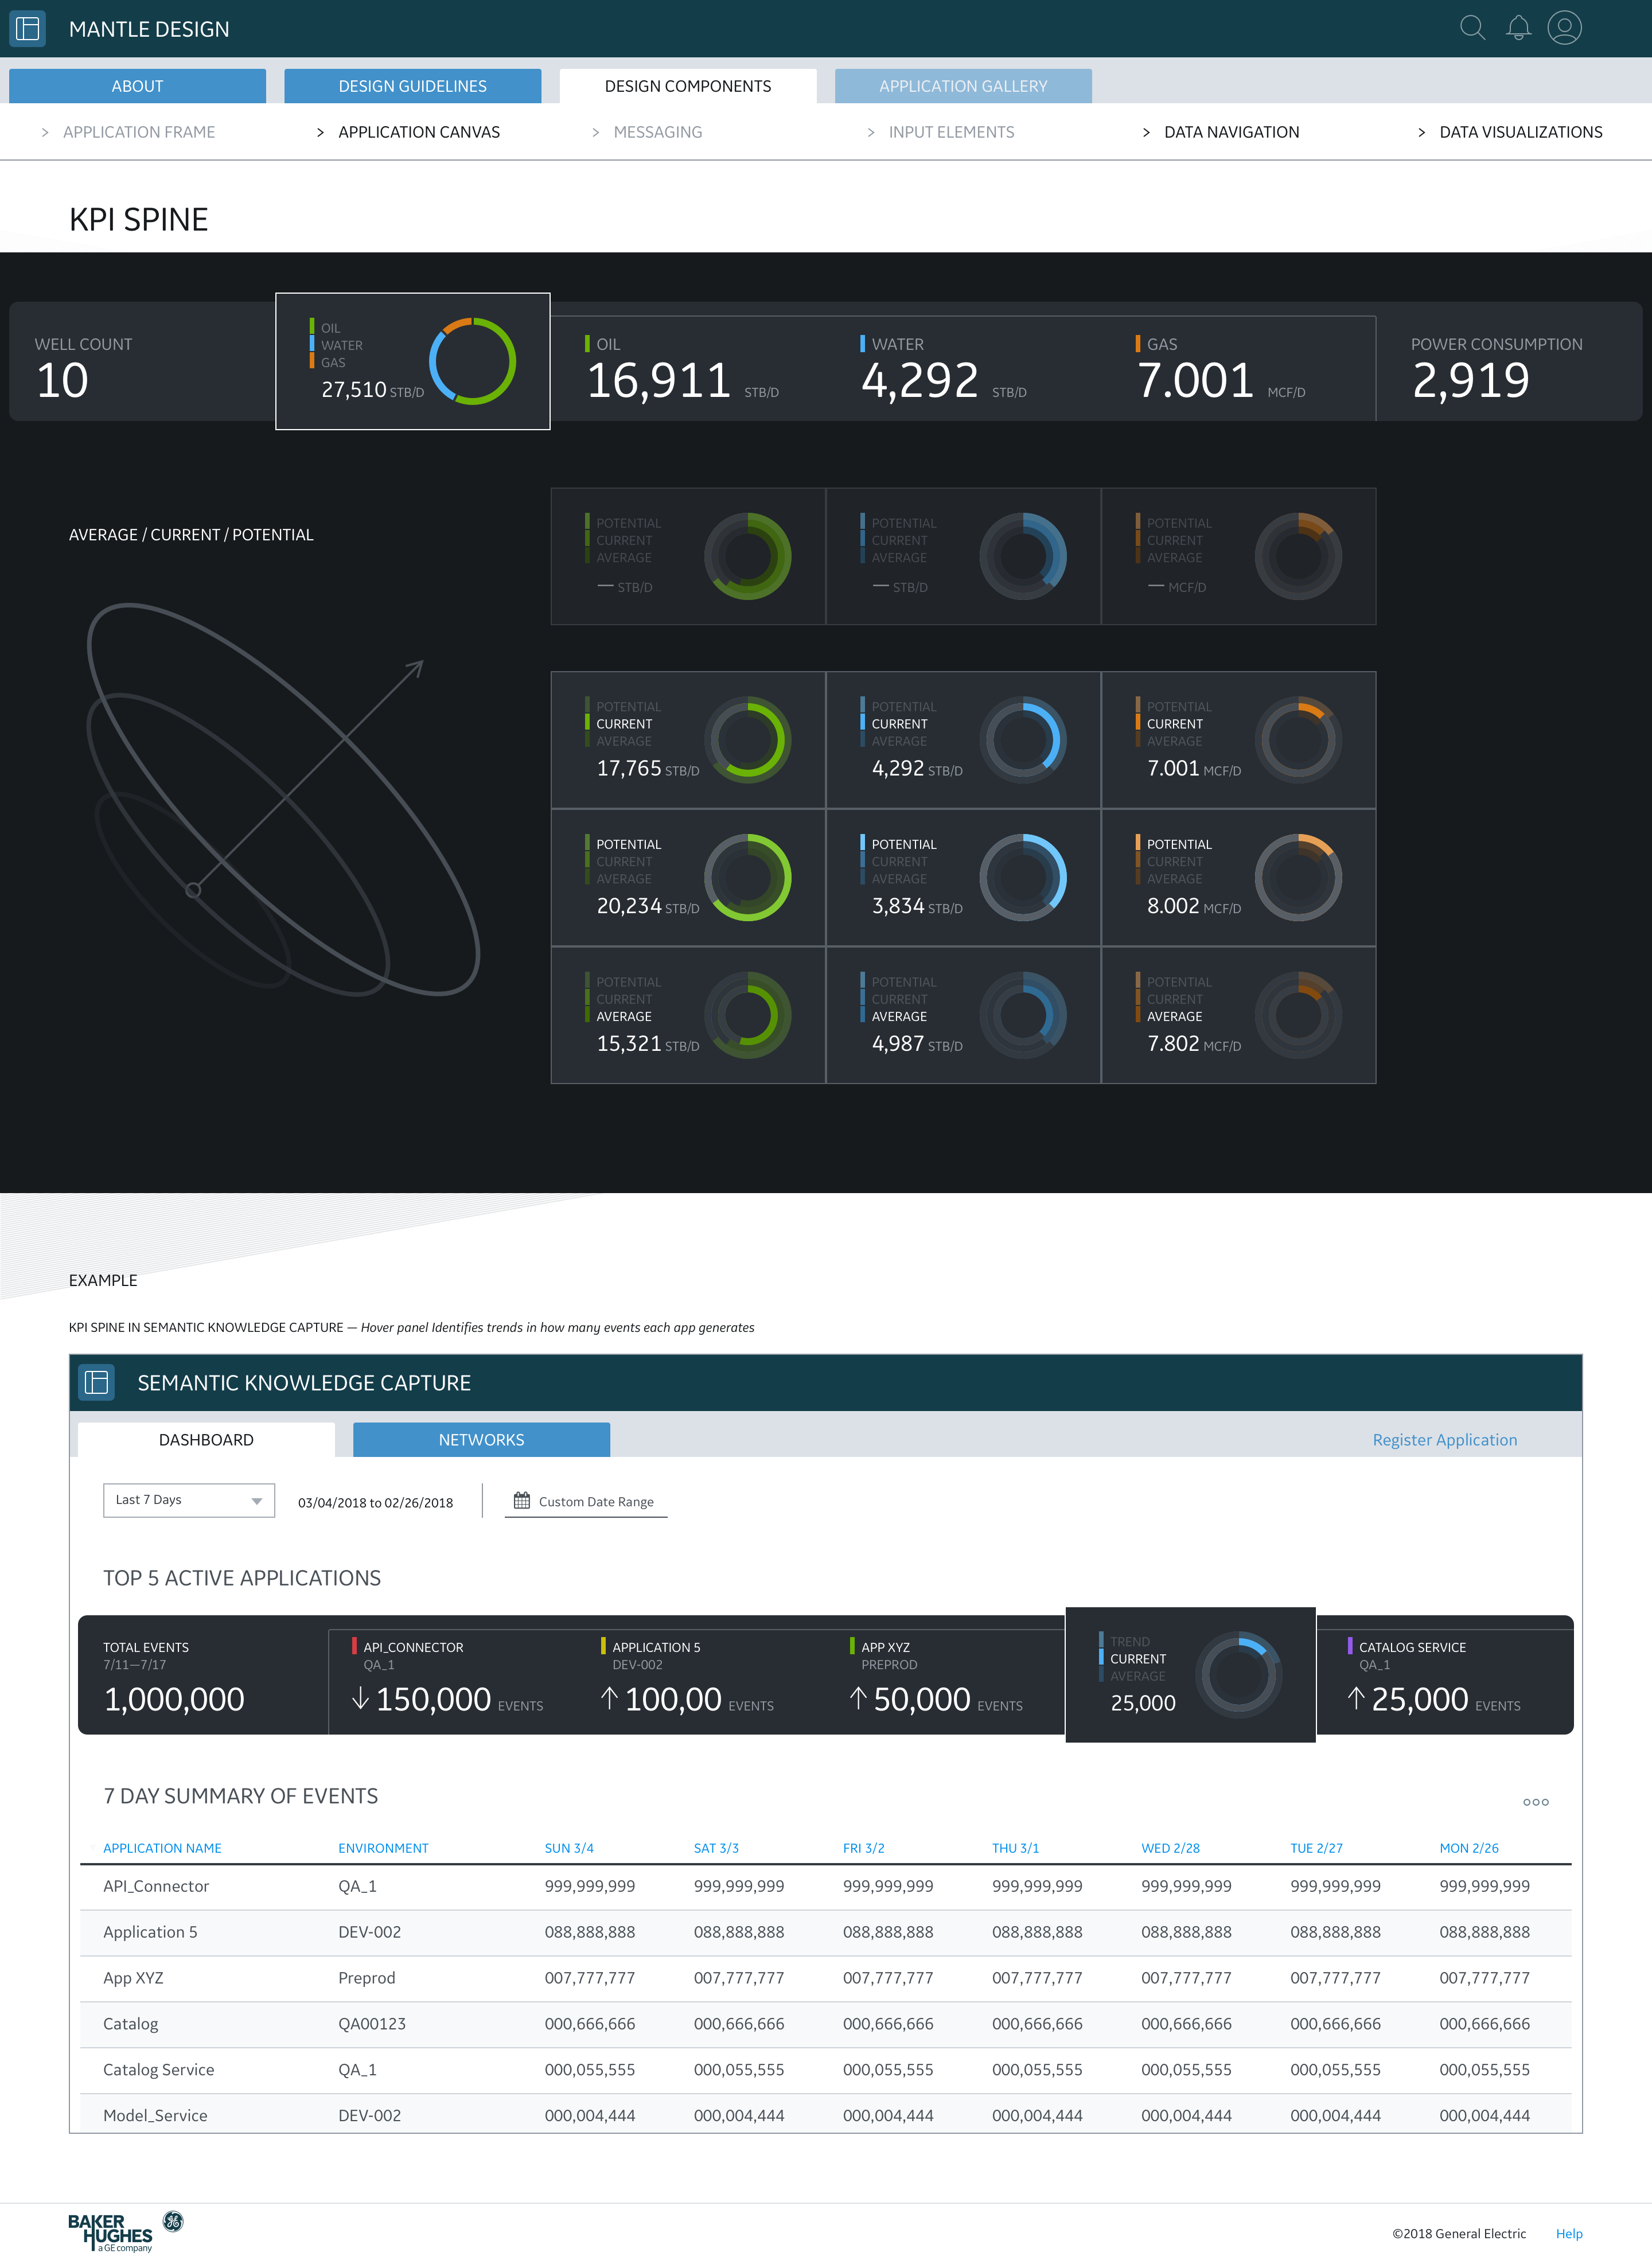 MANTLE DESIGN
ABOUT
DESIGN GUIDELINES
DESIGN COMPONENTS
APPLICATION GALLERY
> APPLICATION FRAME
> APPLICATION CANVAS
> MESSAGING
> INPUT ELEMENTS
> DATA NAVIGATION
> DATA VISUALIZATIONS
KPI SPINE
WELL COUNT
10
OIL
WATER
GAS
27,510 STB/D
OIL
16,911 STB/D
WATER
4,292 STB/D
GAS
7.001 MCF/D
POWER CONSUMPTION
2,919
AVERAGE / CURRENT / POTENTIAL
POTENTIAL
CURRENT
AVERAGE
— STB/D
POTENTIAL
CURRENT
AVERAGE
— STB/D
POTENTIAL
CURRENT
AVERAGE
— MCF/D
POTENTIAL
CURRENT
AVERAGE
17,765 STB/D
POTENTIAL
CURRENT
AVERAGE
4,292 STB/D
POTENTIAL
CURRENT
AVERAGE
7.001 MCF/D
POTENTIAL
CURRENT
AVERAGE
20,234 STB/D
POTENTIAL
CURRENT
AVERAGE
3,834 STB/D
POTENTIAL
CURRENT
AVERAGE
8.002 MCF/D
POTENTIAL
CURRENT
AVERAGE
15,321 STB/D
POTENTIAL
CURRENT
AVERAGE
4,987 STB/D
POTENTIAL
CURRENT
AVERAGE
7.802 MCF/D
EXAMPLE
KPI SPINE IN SEMANTIC KNOWLEDGE CAPTURE — Hover panel Identifies trends in how many events each app generates
SEMANTIC KNOWLEDGE CAPTURE
DASHBOARD
NETWORKS
Register Application
Last 7 Days
03/04/2018 to 02/26/2018
Custom Date Range
TOP 5 ACTIVE APPLICATIONS
TOTAL EVENTS
7/11—7/17
1,000,000
API_CONNECTOR
QA_1
↓ 150,000 EVENTS
APPLICATION 5
DEV-002
↑ 100,00 EVENTS
APP XYZ
PREPROD
↑ 50,000 EVENTS
TREND
CURRENT
AVERAGE
25,000
CATALOG SERVICE
QA_1
↑ 25,000 EVENTS
7 DAY SUMMARY OF EVENTS
APPLICATION NAME ENVIRONMENT SUN 3/4 SAT 3/3 FRI 3/2 THU 3/1 WED 2/28 TUE 2/27 MON 2/26
API_Connector QA_1 999,999,999 999,999,999 999,999,999 999,999,999 999,999,999 999,999,999 999,999,999
Application 5 DEV-002 088,888,888 088,888,888 088,888,888 088,888,888 088,888,888 088,888,888 088,888,888
App XYZ Preprod 007,777,777 007,777,777 007,777,777 007,777,777 007,777,777 007,777,777 007,777,777
Catalog QA00123 000,666,666 000,666,666 000,666,666 000,666,666 000,666,666 000,666,666 000,666,666
Catalog Service QA_1 000,055,555 000,055,555 000,055,555 000,055,555 000,055,555 000,055,555 000,055,555
Model_Service DEV-002 000,004,444 000,004,444 000,004,444 000,004,444 000,004,444 000,004,444 000,004,444
BAKER
HUGHES
a GE company
©2018 General Electric
Help